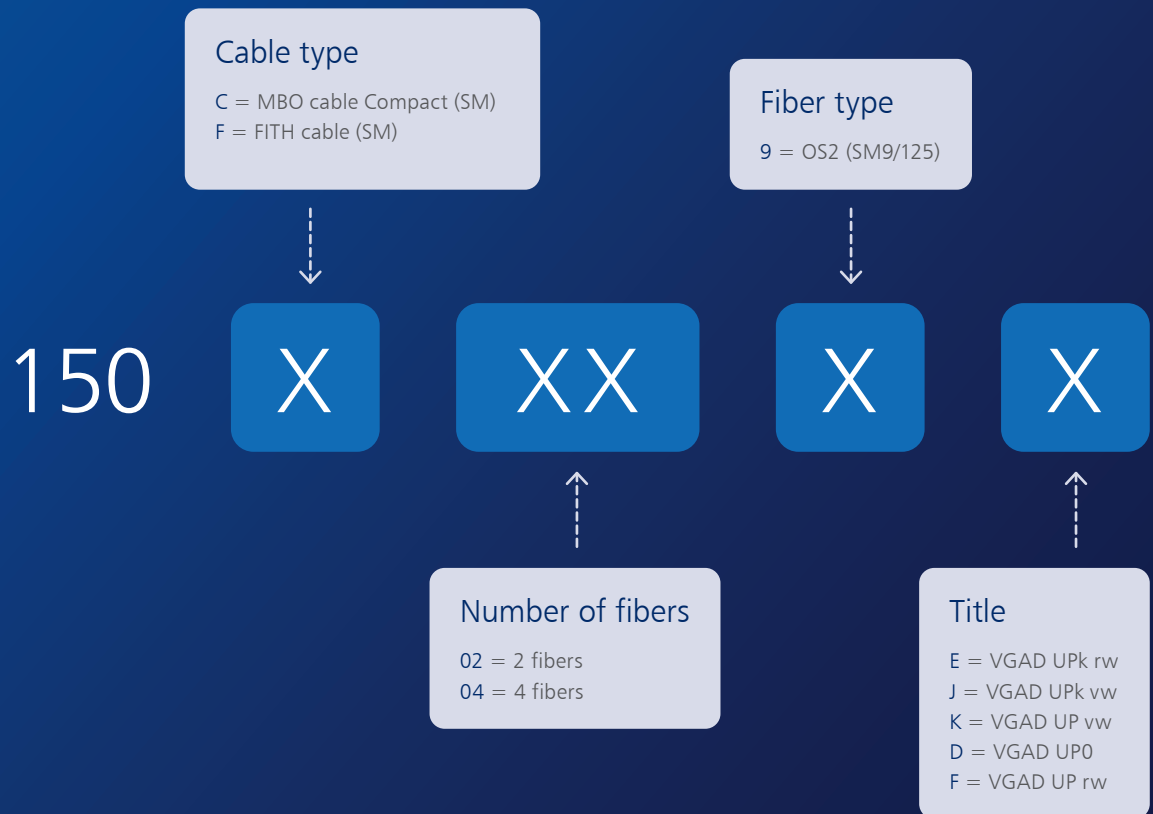 Cable type
C = MBO cable Compact (SM)
F = FITH cable (SM)
Fiber type
9 = OS2 (SM9/125)
150 X XX X X
Number of fibers
02 = 2 fibers
04 = 4 fibers
Title
E = VGAD UPk rw
J = VGAD UPk vw
K = VGAD UP vw
D = VGAD UP0
F = VGAD UP rw